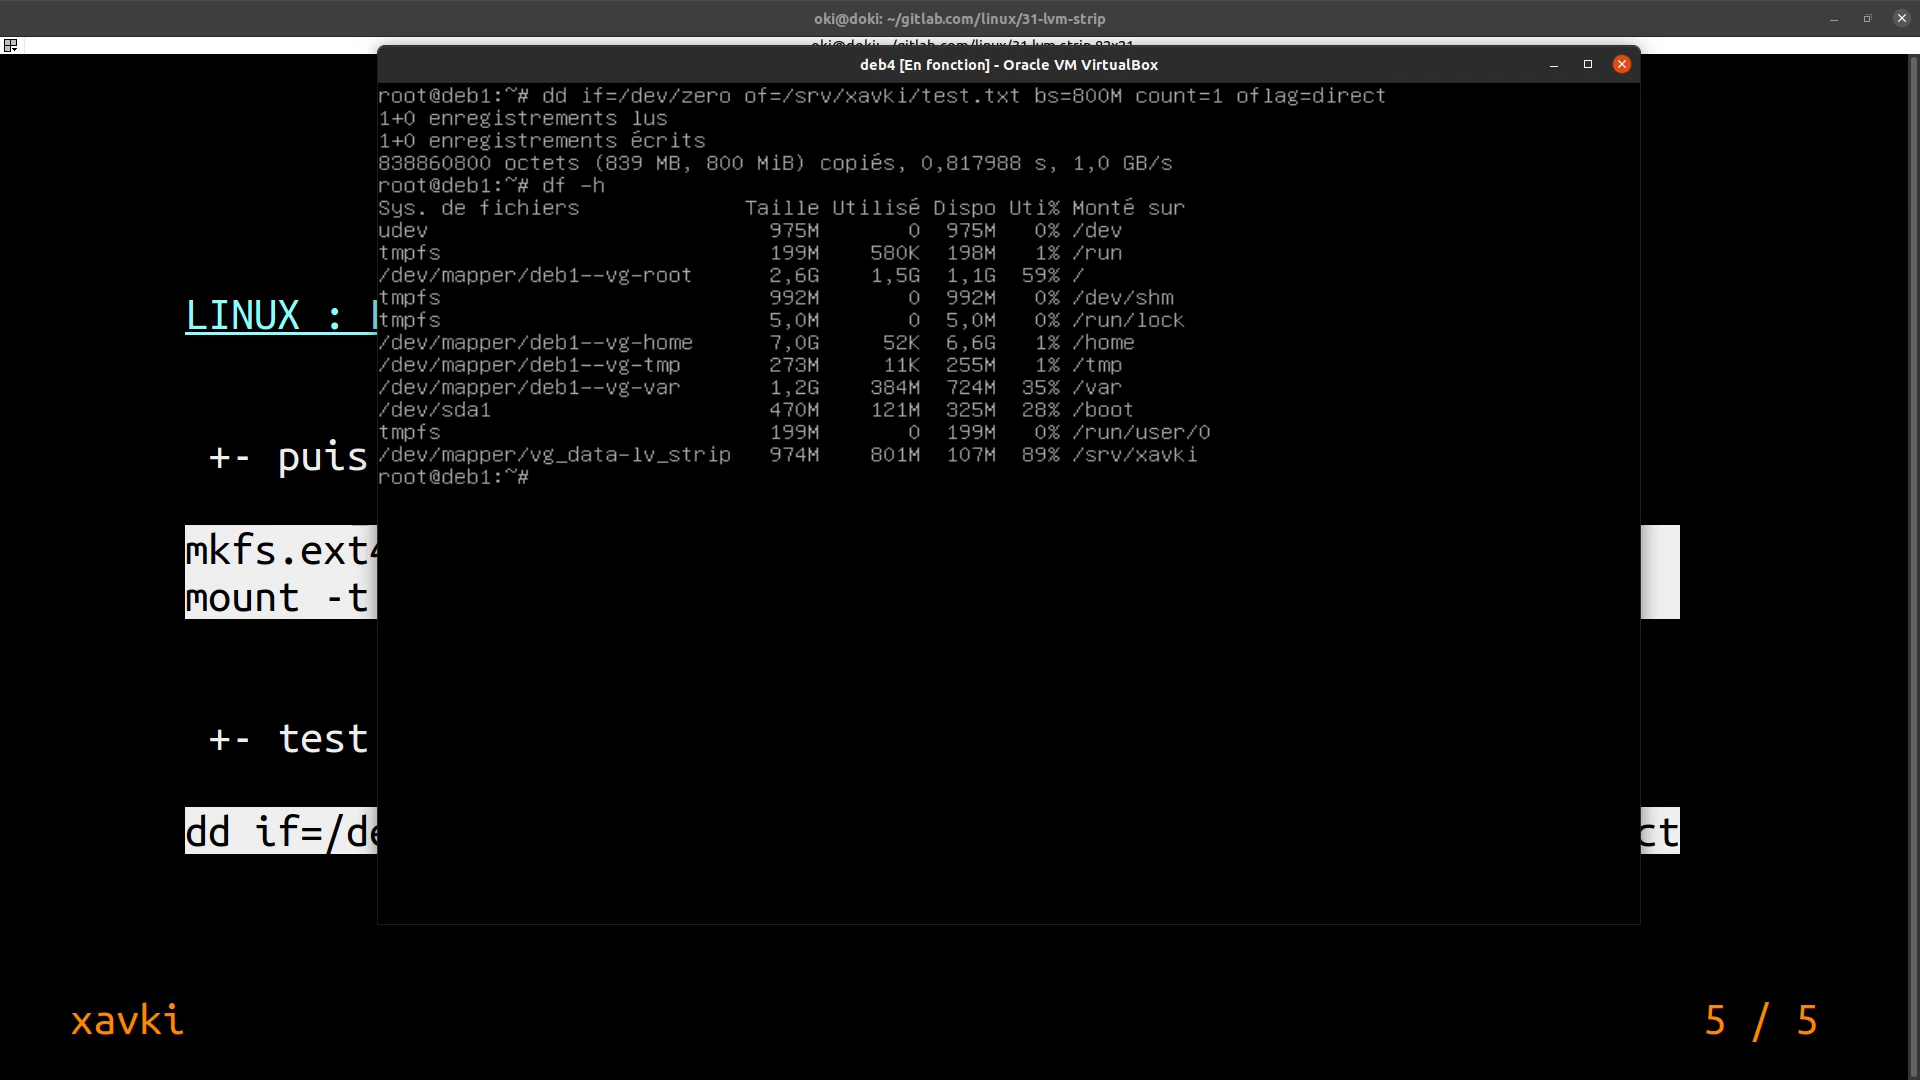 oki@doki: ~/gitlab.com/linux/31-lvm-strip
oki@doki: ~/gitlab.com/linux/31-lvm-strip 82x21
deb4 [En fonction] - Oracle VM VirtualBox
root@deb1:~# dd if=/dev/zero of=/srv/xavki/test.txt bs=800M count=1 oflag=direct
1+0 enregistrements lus
1+0 enregistrements écrits
838860800 octets (839 MB, 800 MiB) copiés, 0,817988 s, 1,0 GB/s
root@deb1:~# df -h
Sys. de fichiers Taille Utilisé Dispo Uti% Monté sur
udev 975M 0 975M 0% /dev
tmpfs 199M 580K 198M 1% /run
/dev/mapper/deb1--vg-root 2,6G 1,5G 1,1G 59% /
tmpfs 992M 0 992M 0% /dev/shm
tmpfs 5,0M 0 5,0M 0% /run/lock
/dev/mapper/deb1--vg-home 7,0G 52K 6,6G 1% /home
/dev/mapper/deb1--vg-tmp 273M 11K 255M 1% /tmp
/dev/mapper/deb1--vg-var 1,2G 384M 724M 35% /var
/dev/sda1 470M 121M 325M 28% /boot
tmpfs 199M 0 199M 0% /run/user/0
/dev/mapper/vg_data-lv_strip 974M 801M 107M 89% /srv/xavki
root@deb1:~#
LINUX :
+- puis
mkfs.ext4
mount -t
+- test
dd if=/de ct
xavki
5 / 5